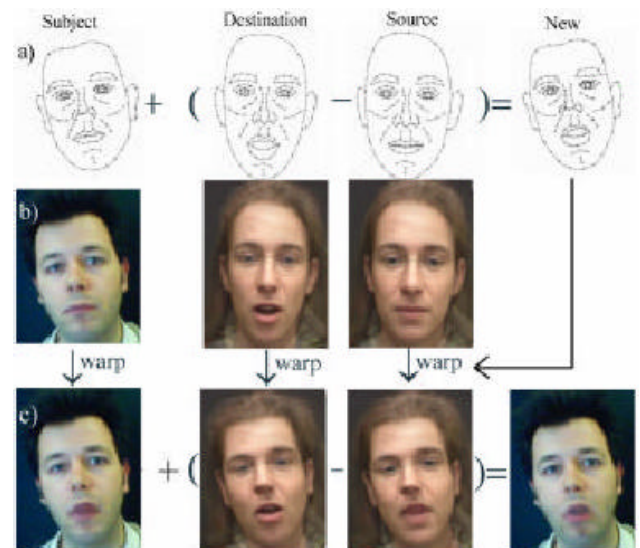 Subject Destination Source New
a)
+ ( - )=
b)
warp warp warp
c)
+( - )=